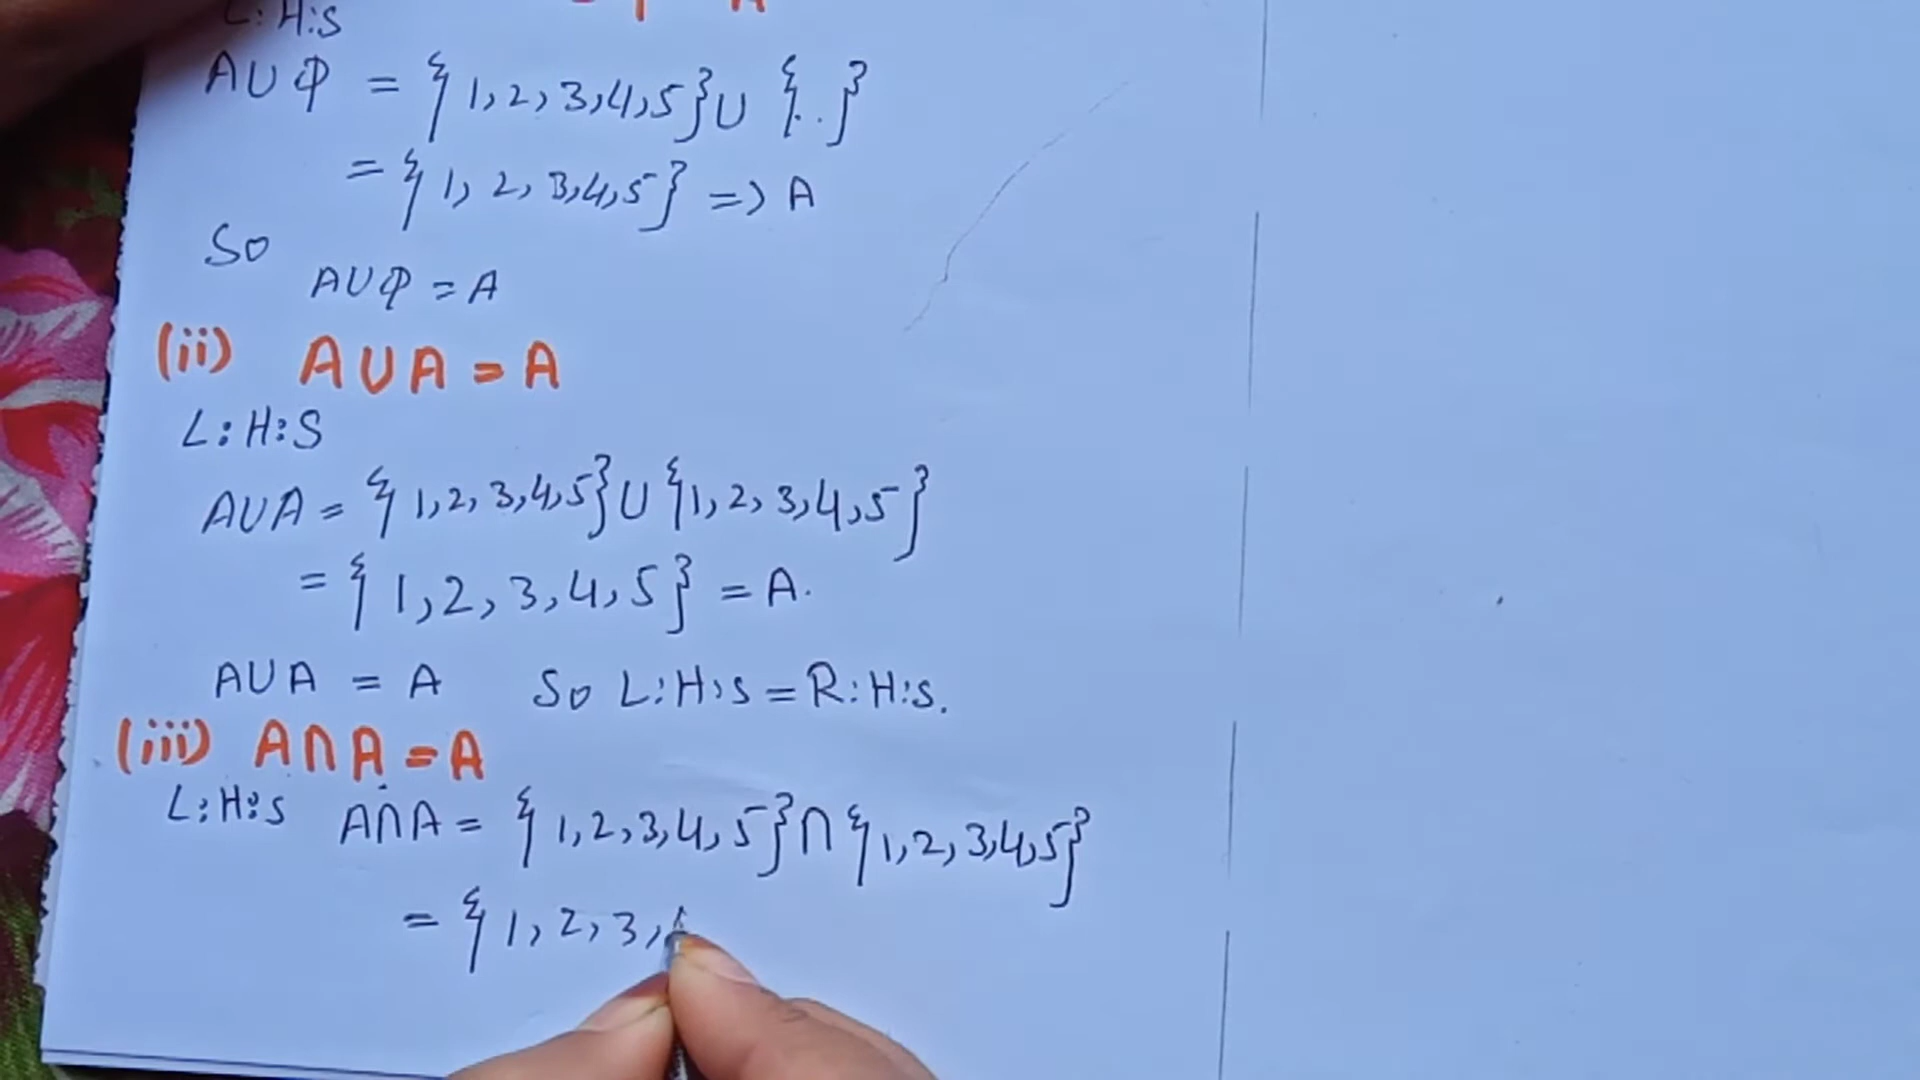 L:H:S
A∪Φ = {1,2,3,4,5}∪ {..}
= {1, 2, 3,4,5} => A
So
A∪Φ = A
(ii) A∪A = A
L:H:S
A∪A = {1,2,3,4,5}∪{1,2,3,4,5}
= {1,2,3,4,5} = A.
A∪A = A So L:H:S = R:H:S.
(iii) A∩A = A
L:H:S A∩A = {1,2,3,4,5}∩{1,2,3,4,5}
= {1,2,3,